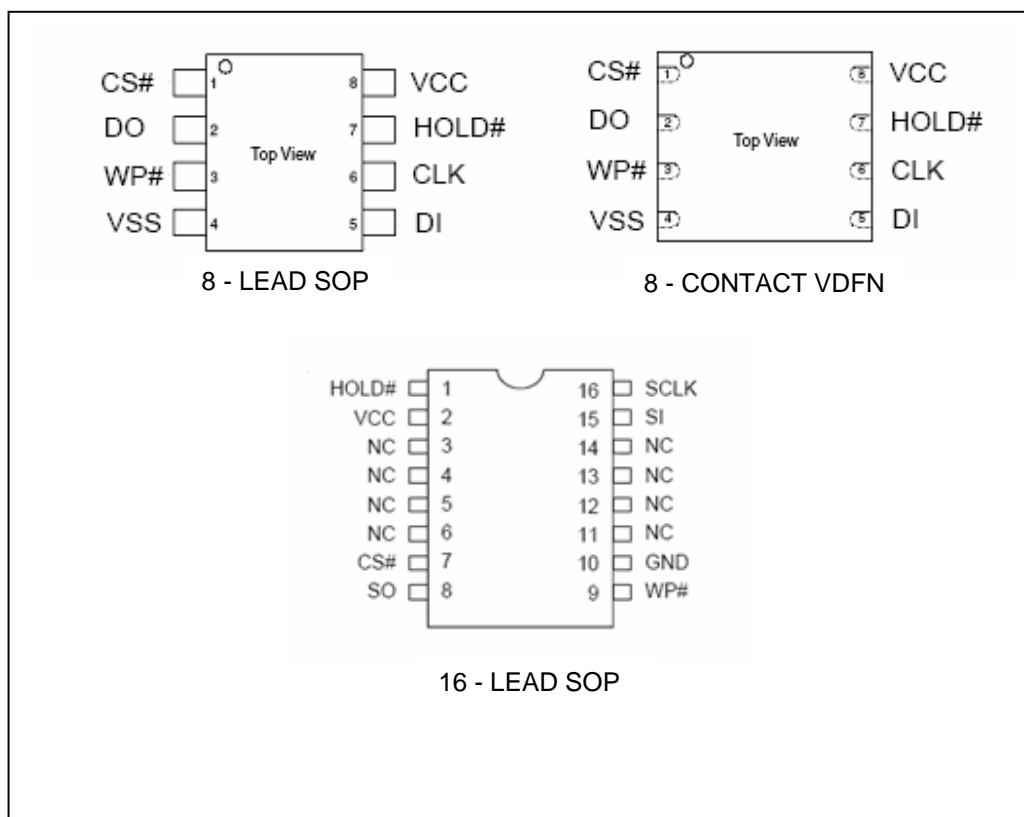 CS# 1 8 VCC
DO 2 7 HOLD#
Top View
WP# 3 6 CLK
VSS 4 5 DI
8 - LEAD SOP
CS# 1 8 VCC
DO 2 7 HOLD#
Top View
WP# 3 6 CLK
VSS 4 5 DI
8 - CONTACT VDFN
HOLD# 1 16 SCLK
VCC 2 15 SI
NC 3 14 NC
NC 4 13 NC
NC 5 12 NC
NC 6 11 NC
CS# 7 10 GND
SO 8 9 WP#
16 - LEAD SOP